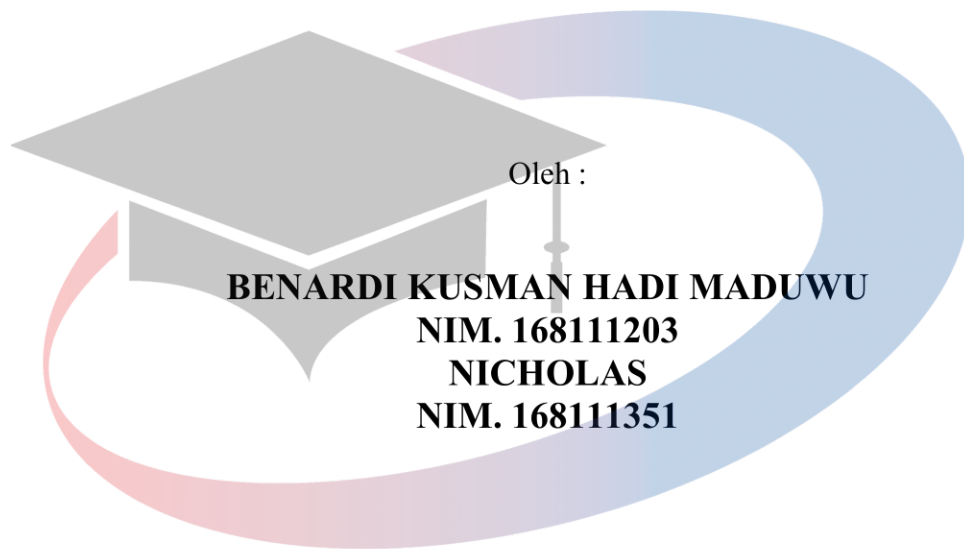 Oleh :
BENARDI KUSMAN HADI MADUWU
NIM. 168111203
NICHOLAS
NIM. 168111351